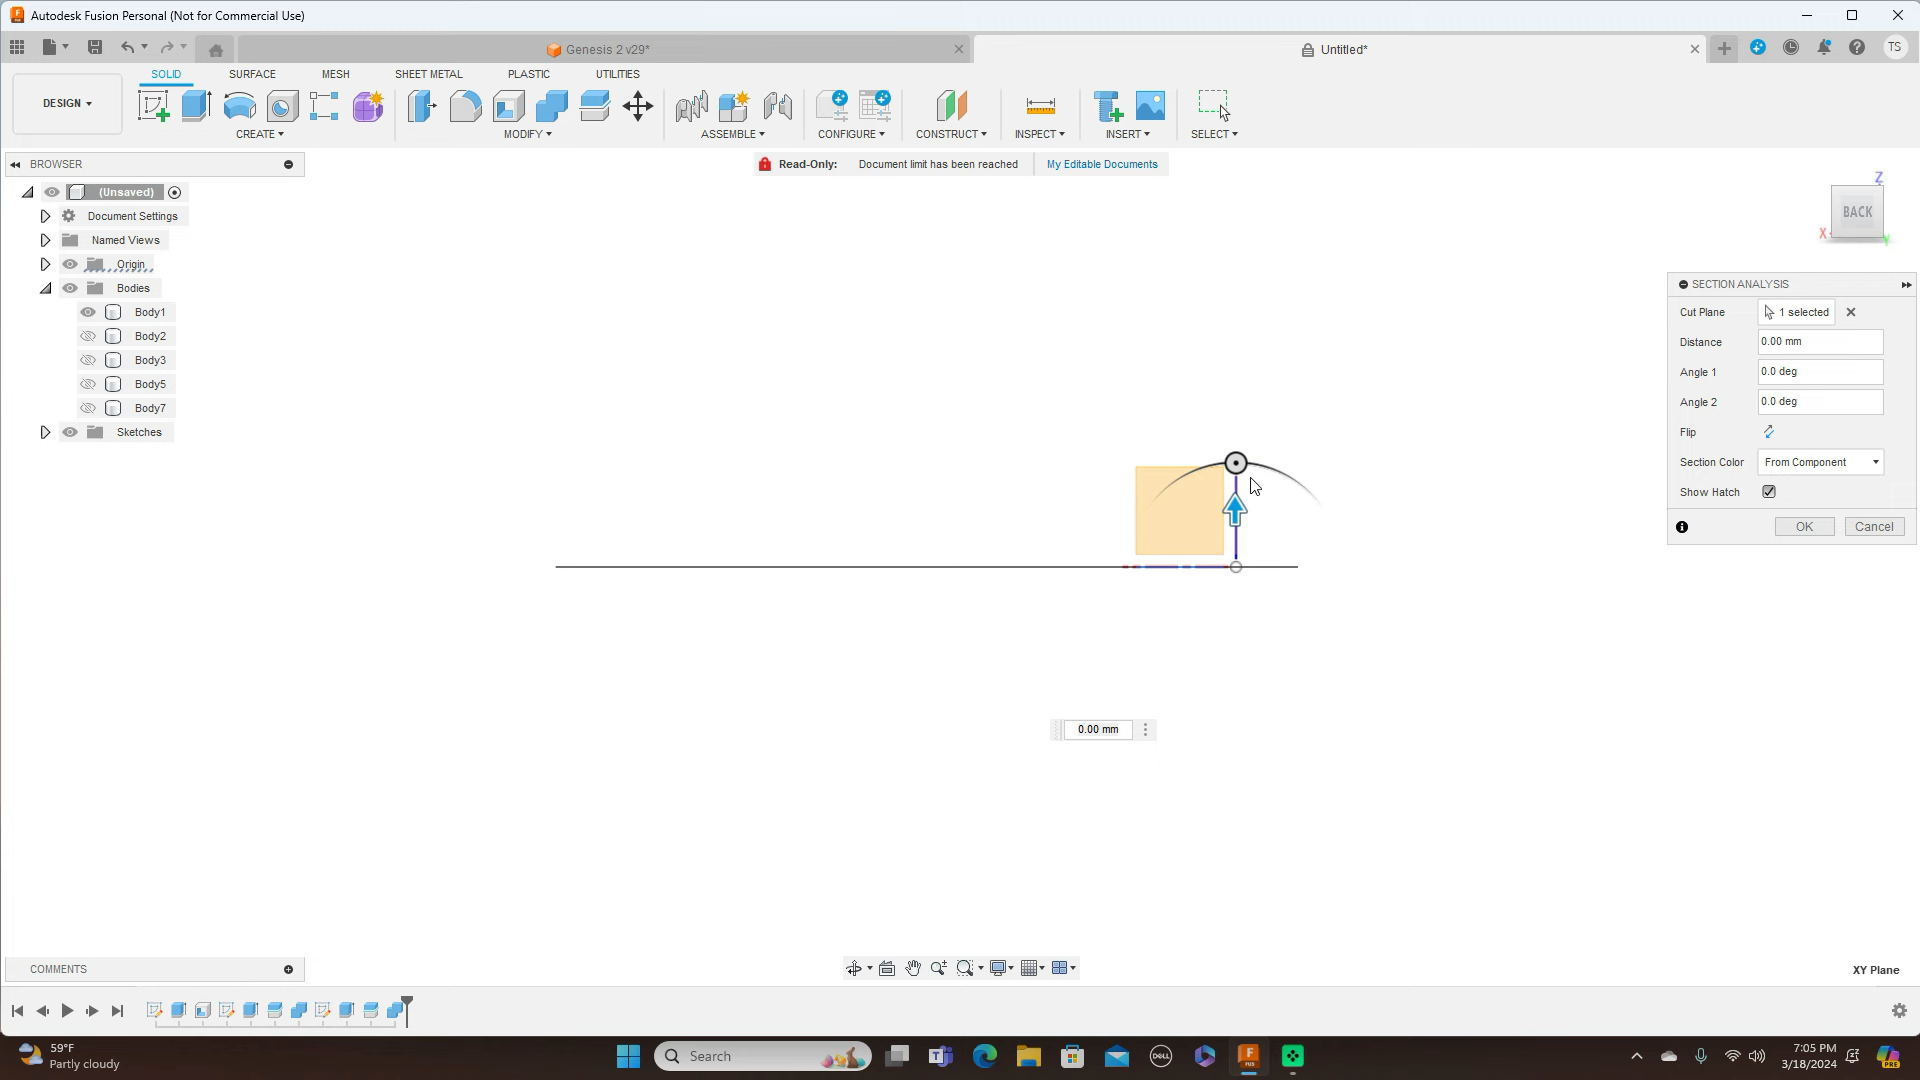 Autodesk Fusion Personal (Not for Commercial Use)
Genesis 2 v29*
Untitled*
TS
DESIGN
SOLID
SURFACE
MESH
SHEET METAL
PLASTIC
UTILITIES
CREATE
MODIFY
ASSEMBLE
CONFIGURE
CONSTRUCT
INSPECT
INSERT
SELECT
BROWSER
Read-Only: Document limit has been reached
My Editable Documents
(Unsaved)
Document Settings
Named Views
Origin
Bodies
Body1
Body2
Body3
Body5
Body7
Sketches
Z
BACK
X
Y
SECTION ANALYSIS
Cut Plane 1 selected
Distance 0.00 mm
Angle 1 0.0 deg
Angle 2 0.0 deg
Flip
Section Color From Component
Show Hatch
OK Cancel
0.00 mm
COMMENTS
XY Plane
59°F
Partly cloudy
Search
DELL
FUS
7:05 PM
3/18/2024
PRE